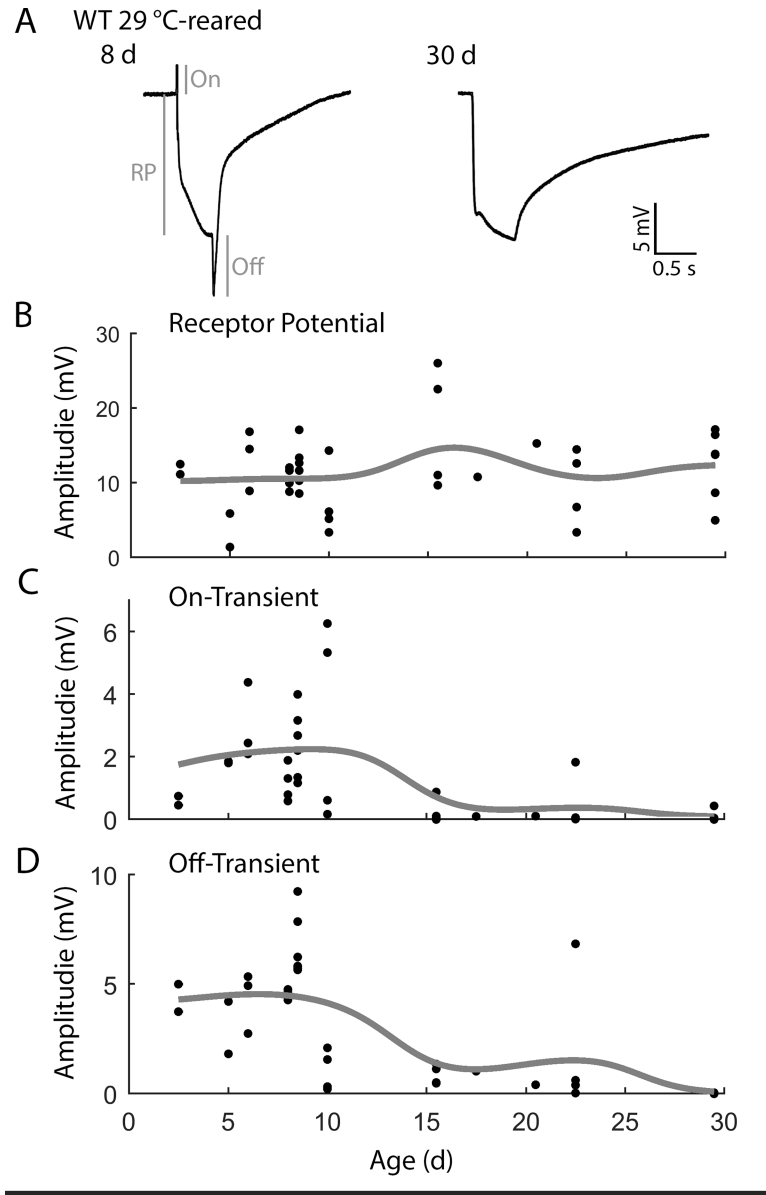 A
WT 29 °C-reared
8 d
30 d
On
RP
Off
5 mV
0.5 s
B
Receptor Potential
Amplitudie (mV)
30
20
10
0
C
On-Transient
Amplitudie (mV)
6
4
2
0
D
Off-Transient
Amplitudie (mV)
10
5
0
0 5 10 15 20 25 30
Age (d)